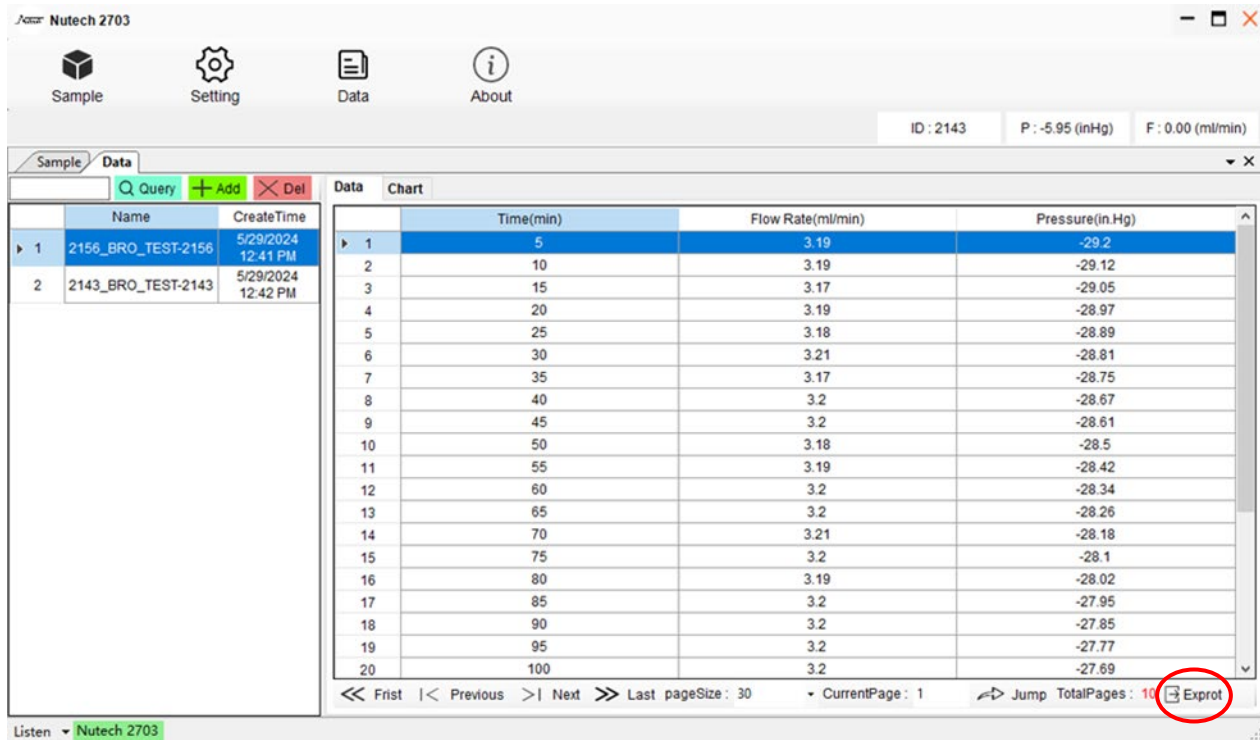 Nutech 2703
Sample Setting Data About
ID : 2143 P : -5.95 (inHg) F : 0.00 (ml/min)
Sample Data
Query Add Del Data Chart
Name CreateTime Time(min) Flow Rate(ml/min) Pressure(in.Hg)
1 2156_BRO_TEST-2156 5/29/2024 12:41 PM
2 2143_BRO_TEST-2143 5/29/2024 12:42 PM
1 5 3.19 -29.2
2 10 3.19 -29.12
3 15 3.17 -29.05
4 20 3.19 -28.97
5 25 3.18 -28.89
6 30 3.21 -28.81
7 35 3.17 -28.75
8 40 3.2 -28.67
9 45 3.2 -28.61
10 50 3.18 -28.5
11 55 3.19 -28.42
12 60 3.2 -28.34
13 65 3.2 -28.26
14 70 3.21 -28.18
15 75 3.2 -28.1
16 80 3.19 -28.02
17 85 3.2 -27.95
18 90 3.2 -27.85
19 95 3.2 -27.77
20 100 3.2 -27.69
Frist Previous Next Last pageSize : 30 CurrentPage : 1 Jump TotalPages : 10 Exprot
Listen Nutech 2703